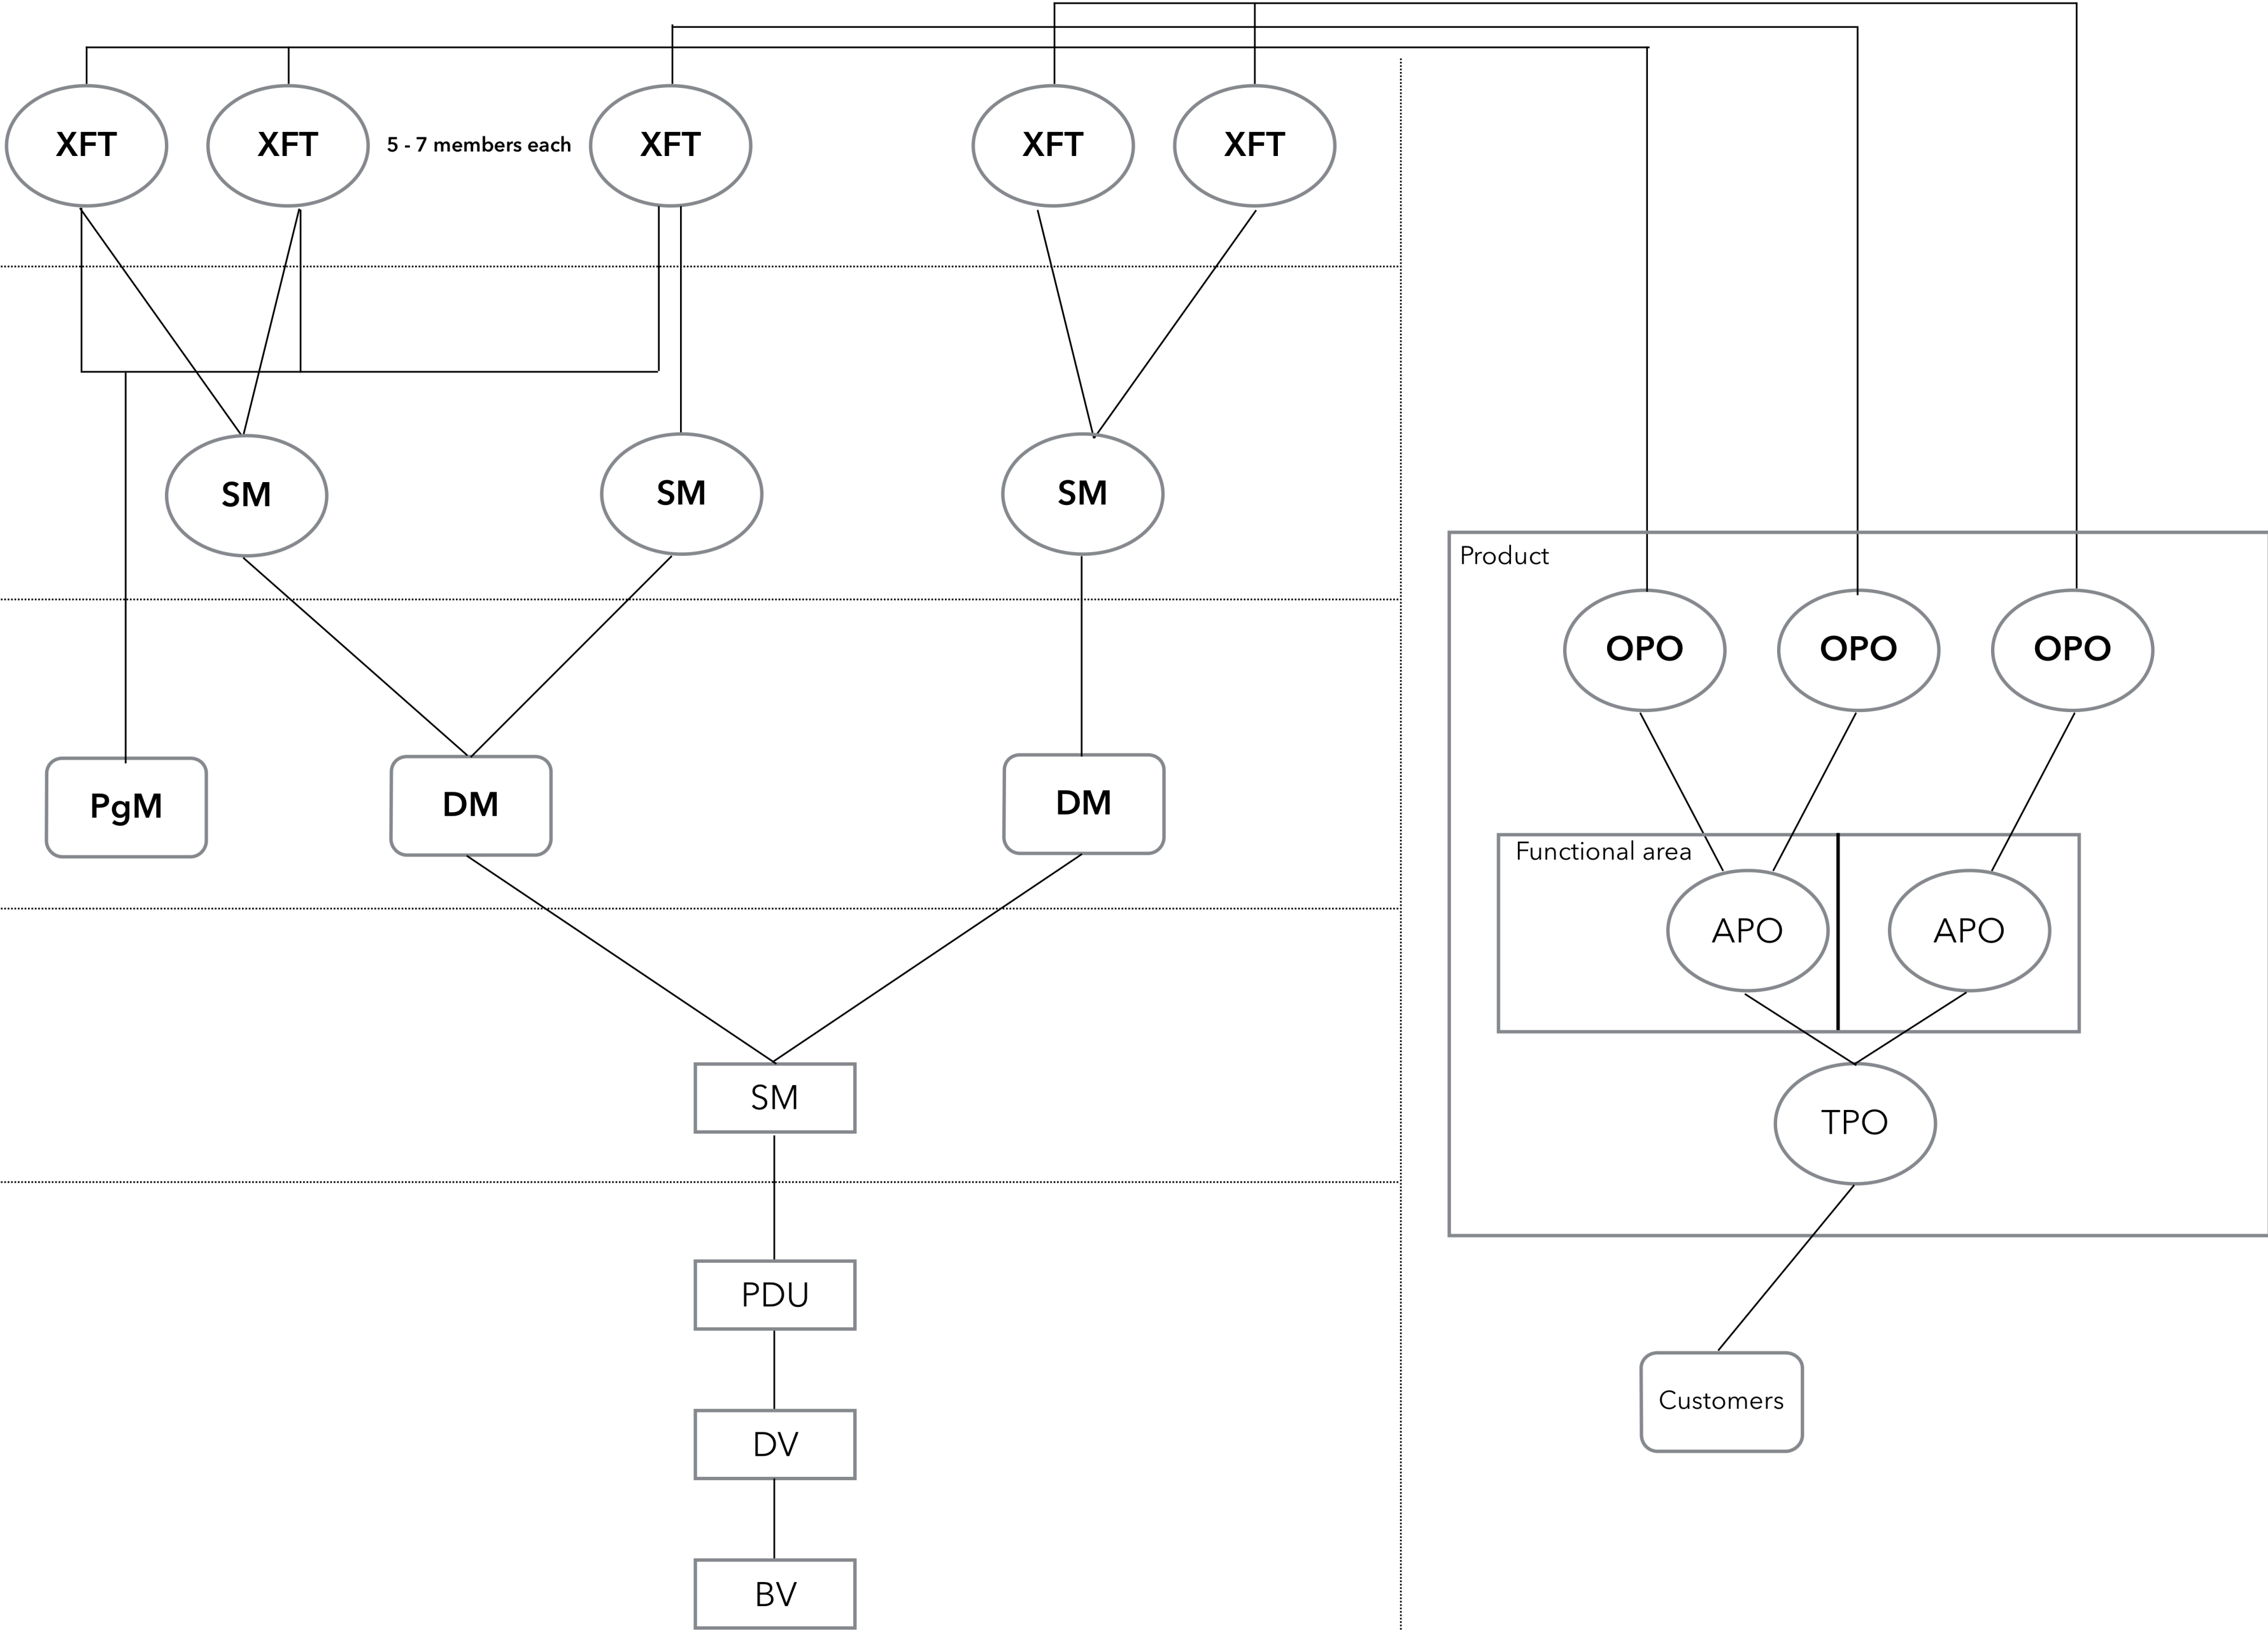 XFT
XFT
5 - 7 members each
XFT
XFT
XFT
SM
SM
SM
Product
OPO
OPO
OPO
PgM
DM
DM
Functional area
APO
APO
SM
TPO
PDU
Customers
DV
BV